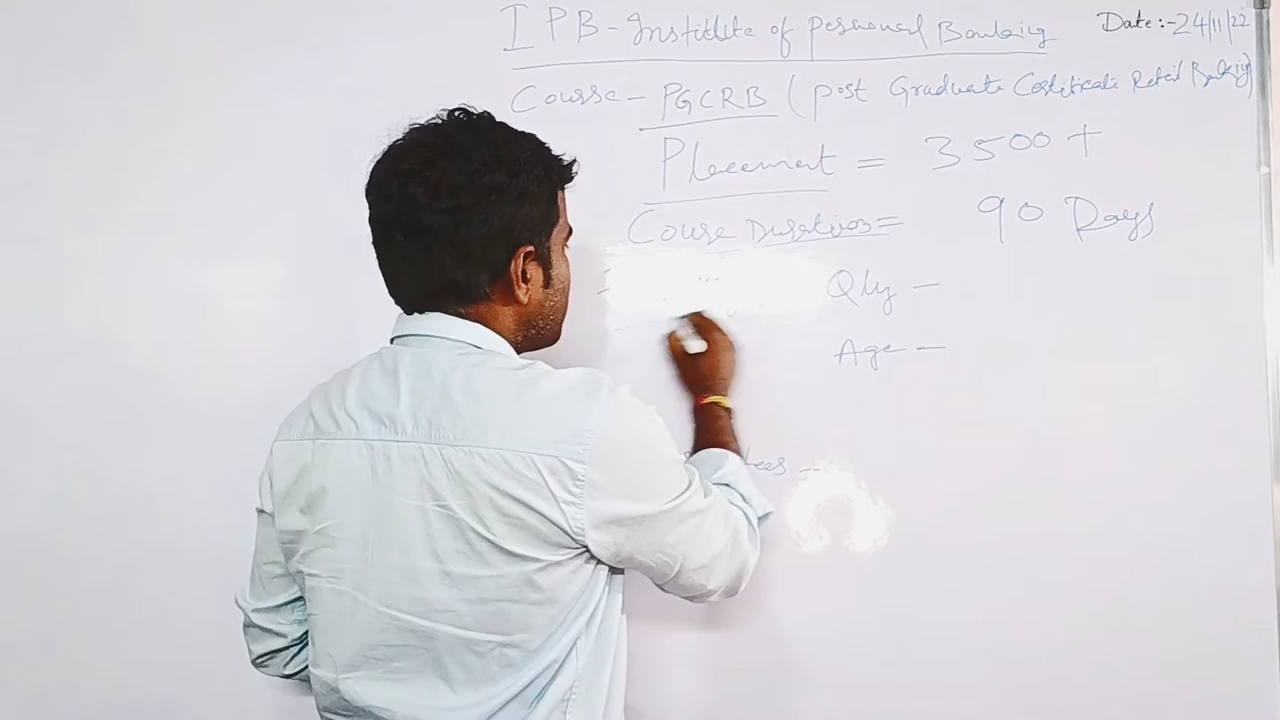 IPB - Institute of Personal Banking
Date :- 24/11/22
Course - PGCRB ( Post Graduate Certificate Retail Banking)
Placement = 3500 +
Course Duration = 90 Days
Qly -
Age -